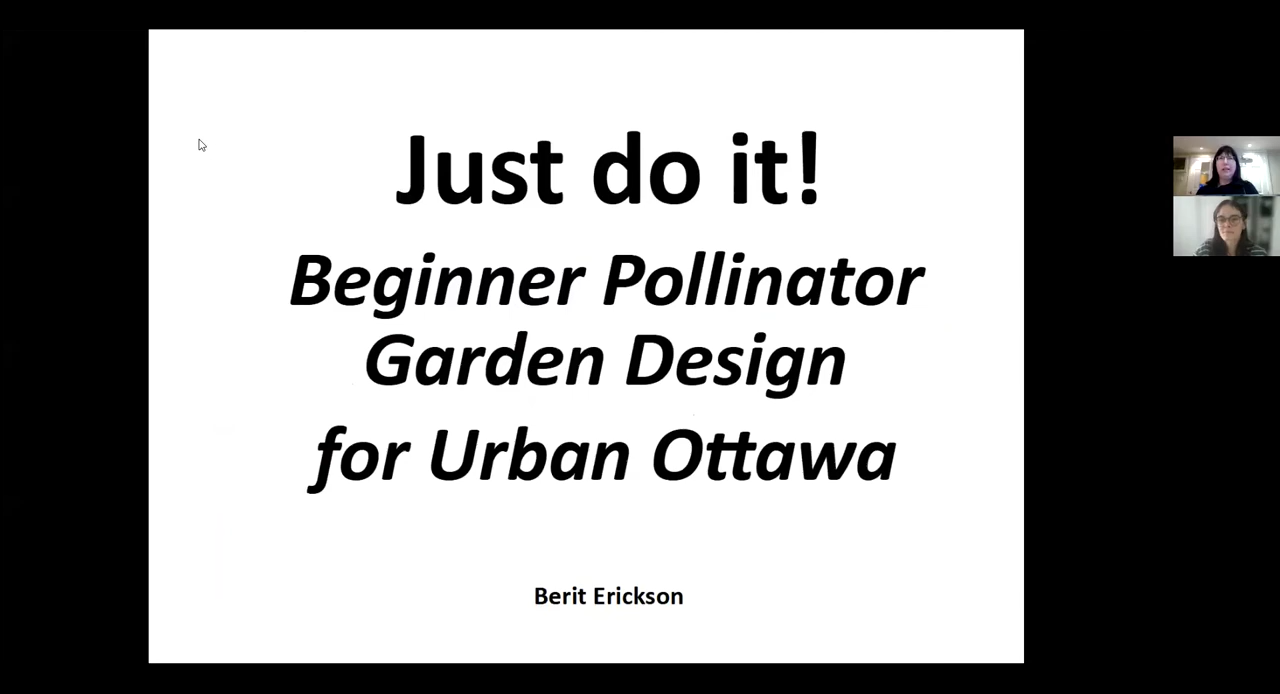 Just do it!
Beginner Pollinator
Garden Design
for Urban Ottawa
Berit Erickson